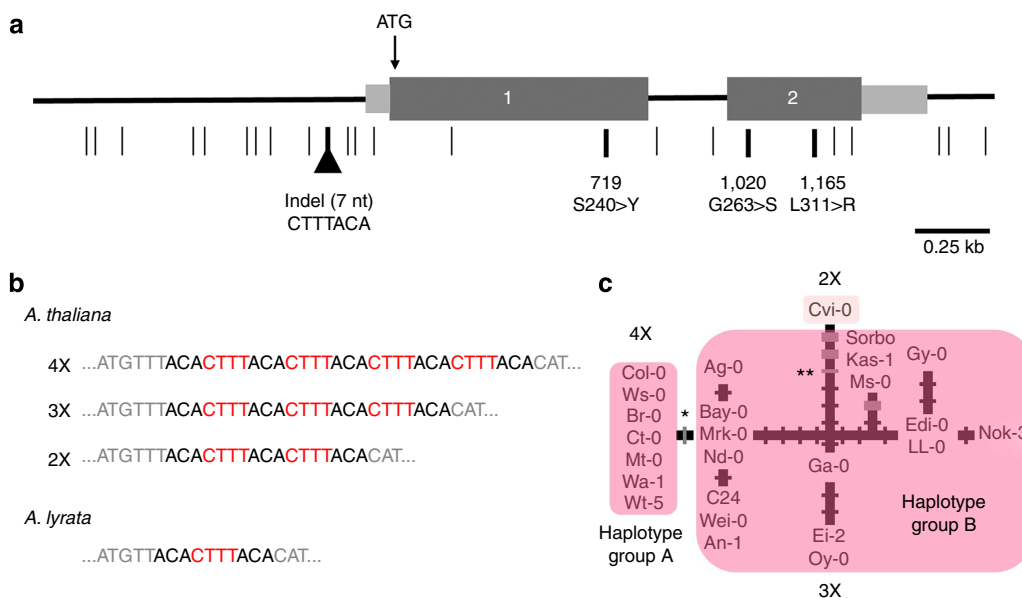 a
ATG
1
2
Indel (7 nt)
CTTTACA
719
S240>Y
1,020
G263>S
1,165
L311>R
0.25 kb
b
A. thaliana
4X ...ATGTTTACACTTTACACTTTACACTTTACACTTTACACAT...
3X ...ATGTTTACACTTTACACTTTACACTTTACACAT...
2X ...ATGTTTACACTTTACACTTTACACAT...
A. lyrata
...ATGTTACACTTTACACAT...
c
4X
Col-0
Ws-0
Br-0
Ct-0
Mt-0
Wa-1
Wt-5
Haplotype
group A
*
2X
Cvi-0
**
Ag-0
Bay-0
Mrk-0
Nd-0
C24
Wei-0
An-1
Sorbo
Kas-1
Ms-0
Gy-0
Edi-0
LL-0
Nok-3
Ga-0
Ei-2
Oy-0
Haplotype
group B
3X